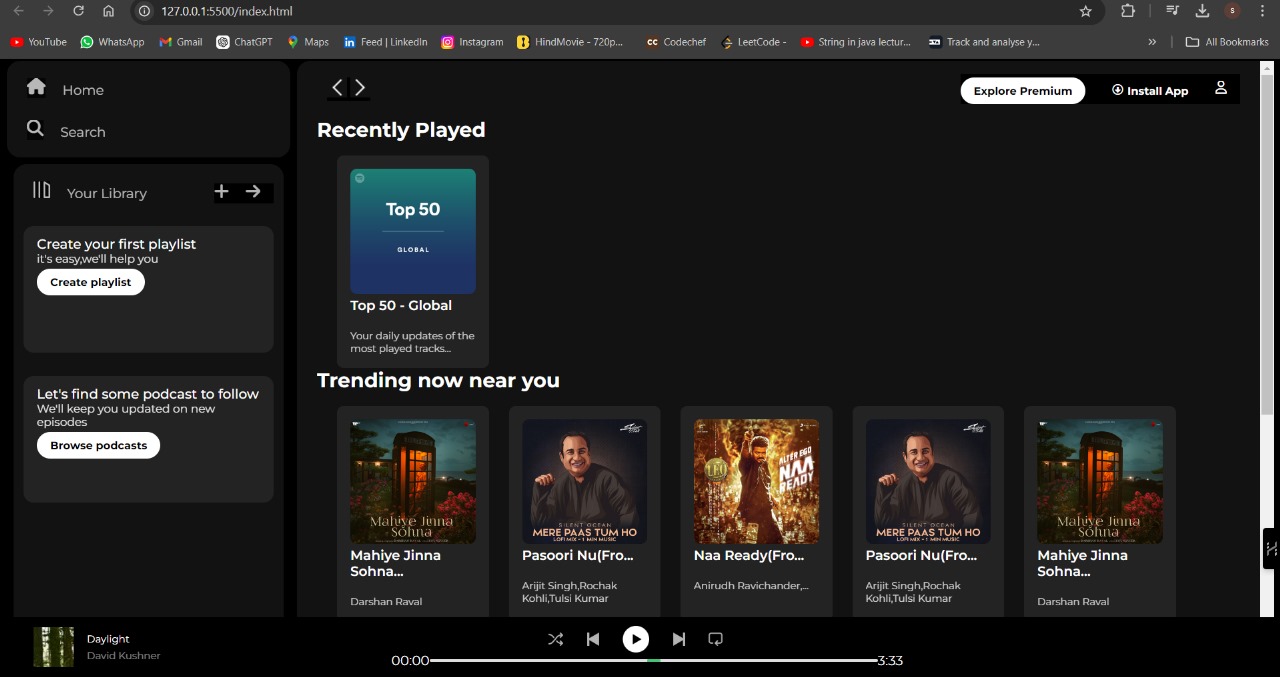 127.0.0.1:5500/index.html
YouTube
WhatsApp
Gmail
ChatGPT
Maps
Feed | LinkedIn
Instagram
HindMovie - 720p...
Codechef
LeetCode -
String in java lectur...
Track and analyse y...
All Bookmarks
Home
Search
Your Library
Create your first playlist
it's easy,we'll help you
Create playlist
Let's find some podcast to follow
We'll keep you updated on new
episodes
Browse podcasts
Explore Premium
Install App
Recently Played
Top 50
GLOBAL
Top 50 - Global
Your daily updates of the
most played tracks...
Trending now near you
Mahiye Jinna
Sohna
Mahiye Jinna
Sohna...
Darshan Raval
SILENT OCEAN
MERE PAAS TUM HO
LOFI MIX - 1 MIN MUSIC
Pasoori Nu(Fro...
Arijit Singh,Rochak
Kohli,Tulsi Kumar
LEO
ALTER EGO
NAA
READY
Naa Ready(Fro...
Anirudh Ravichander,...
SILENT OCEAN
MERE PAAS TUM HO
LOFI MIX - 1 MIN MUSIC
Pasoori Nu(Fro...
Arijit Singh,Rochak
Kohli,Tulsi Kumar
Mahiye Jinna
Sohna
Mahiye Jinna
Sohna...
Darshan Raval
Daylight
David Kushner
00:00
3:33